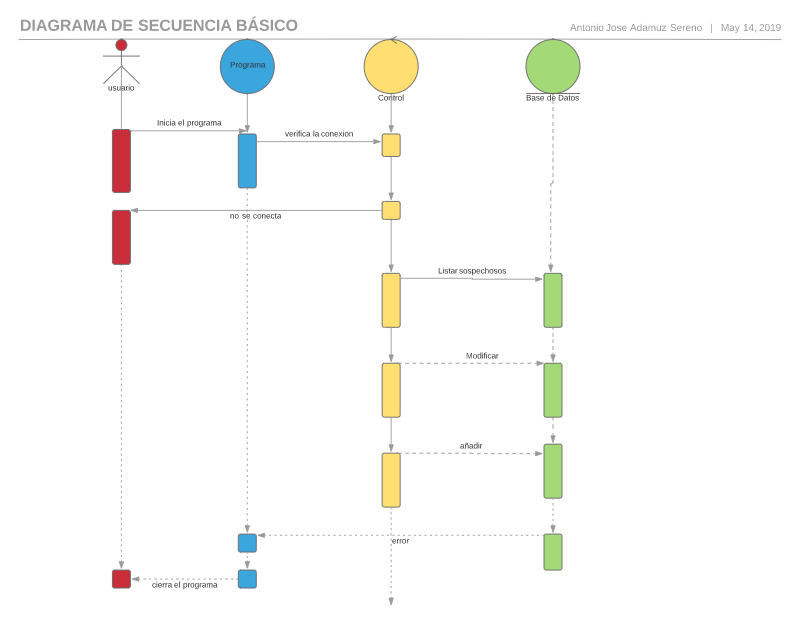 DIAGRAMA DE SECUENCIA BÁSICO
Antonio Jose Adamuz Sereno | May 14, 2019
usuario
Programa
Control
Base de Datos
Inicia el programa
verifica la conexion
no se conecta
Listar sospechosos
Modificar
añadir
error
cierra el programa